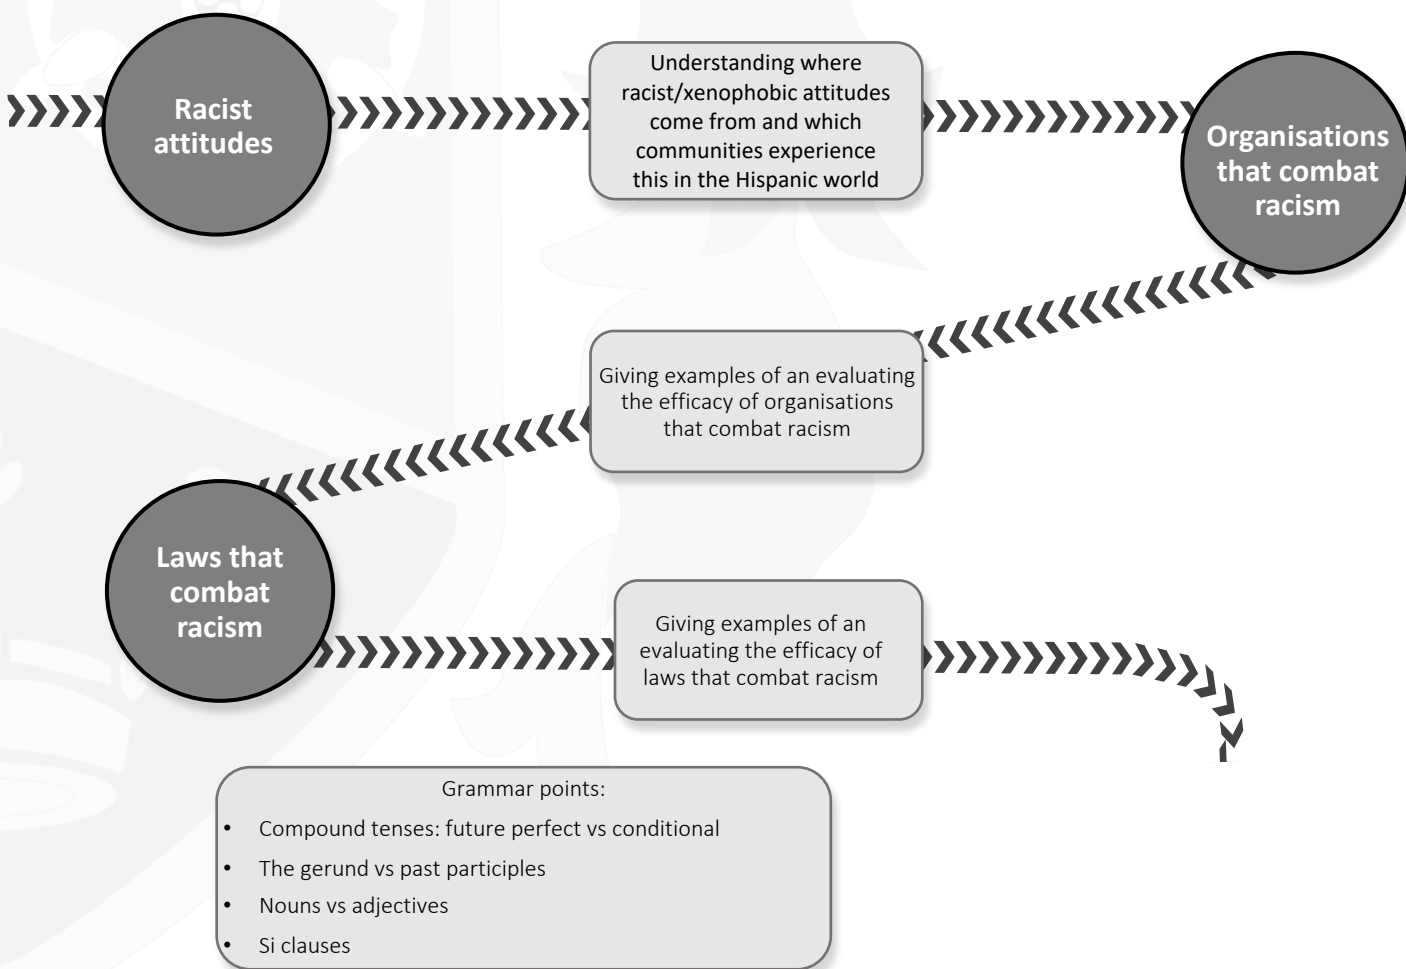 Racist
attitudes
Understanding where
racist/xenophobic attitudes
come from and which
communities experience
this in the Hispanic world
Organisations
that combat
racism
Giving examples of an evaluating
the efficacy of organisations
that combat racism
Laws that
combat
racism
Giving examples of an
evaluating the efficacy of
laws that combat racism
Grammar points:
• Compound tenses: future perfect vs conditional
• The gerund vs past participles
• Nouns vs adjectives
• Si clauses